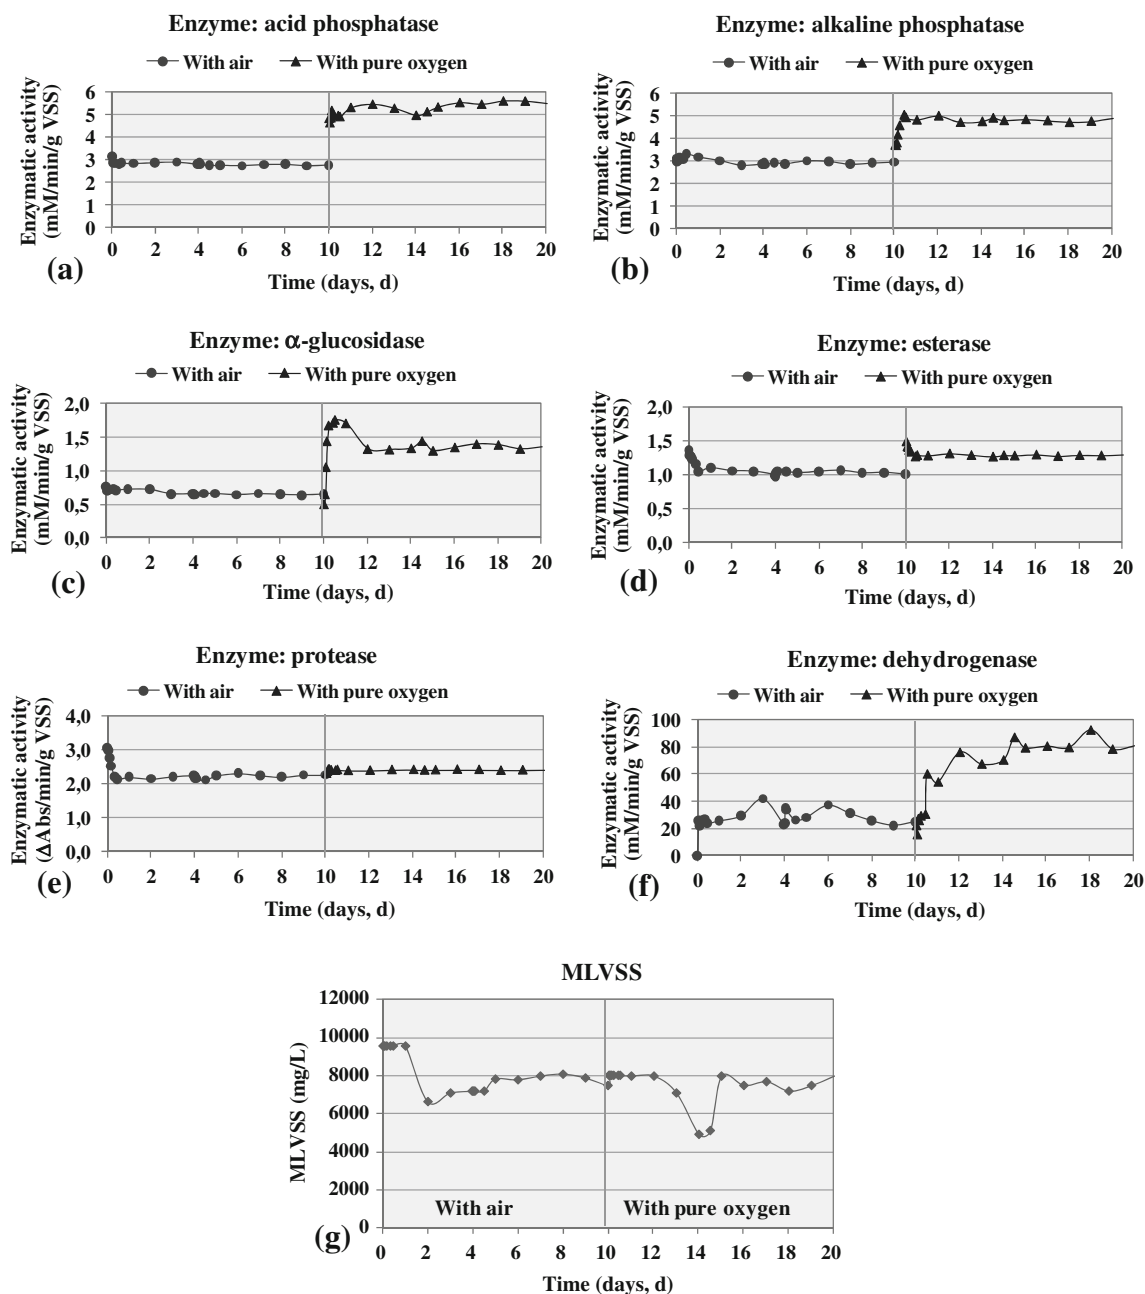 Enzyme: acid phosphatase
With air With pure oxygen
Enzymatic activity
(mM/min/g VSS)
6
5
4
3
2
1
0
0 2 4 6 8 10 12 14 16 18 20
(a)
Time (days, d)
Enzyme: alkaline phosphatase
With air With pure oxygen
Enzymatic activity
(mM/min/g VSS)
6
5
4
3
2
1
0
0 2 4 6 8 10 12 14 16 18 20
(b)
Time (days, d)
Enzyme: α-glucosidase
With air With pure oxygen
Enzymatic activity
(mM/min/g VSS)
2,0
1,5
1,0
0,5
0,0
0 2 4 6 8 10 12 14 16 18 20
(c)
Time (days, d)
Enzyme: esterase
With air With pure oxygen
Enzymatic activity
(mM/min/g VSS)
2,0
1,5
1,0
0,5
0,0
0 2 4 6 8 10 12 14 16 18 20
(d)
Time (days, d)
Enzyme: protease
With air With pure oxygen
Enzymatic activity
(ΔAbs/min/g VSS)
4,0
3,0
2,0
1,0
0,0
0 2 4 6 8 10 12 14 16 18 20
(e)
Time (days, d)
Enzyme: dehydrogenase
With air With pure oxygen
Enzymatic activity
(mM/min/g VSS)
100
80
60
40
20
0
0 2 4 6 8 10 12 14 16 18 20
(f)
Time (days, d)
MLVSS
MLVSS (mg/L)
12000
10000
8000
6000
4000
2000
0
With air With pure oxygen
(g)
0 2 4 6 8 10 12 14 16 18 20
Time (days, d)